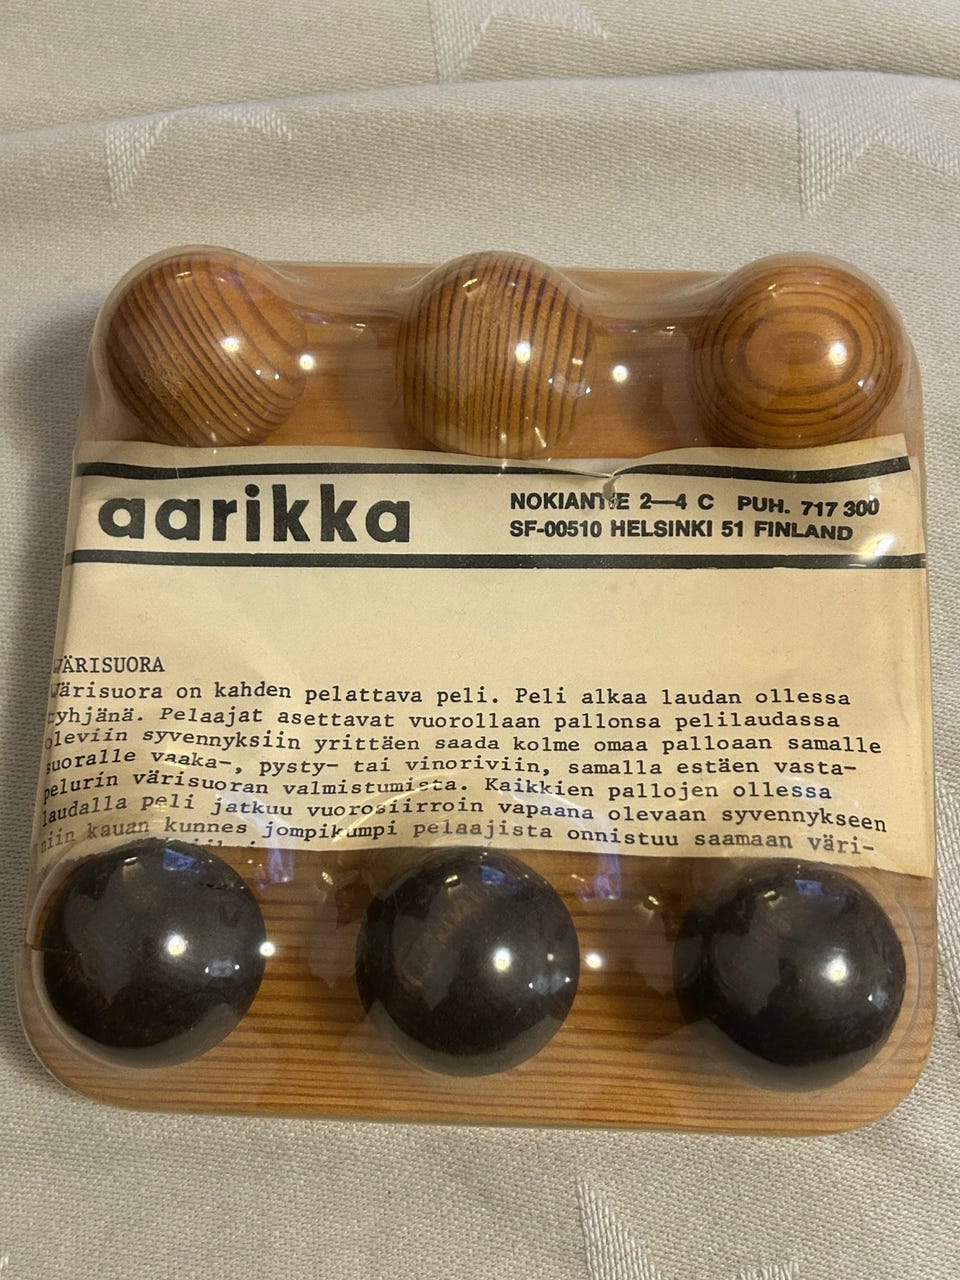 aarikka
NOKIANTIE 2—4 C PUH. 717 300
SF-00510 HELSINKI 51 FINLAND
VÄRISUORA
Värisuora on kahden pelattava peli. Peli alkaa laudan ollessa
tyhjänä. Pelaajat asettavat vuorollaan pallonsa pelilaudassa
oleviin syvennyksiin yrittäen saada kolme omaa palloaan samalle
suoralle vaaka-, pysty- tai vinoriviin, samalla estäen vasta-
pelurin värisuoran valmistumista. Kaikkien pallojen ollessa
laudalla peli jatkuu vuorosiirroin vapaana olevaan syvennykseen
niin kauan kunnes jompikumpi pelaajista onnistuu saamaan väri-